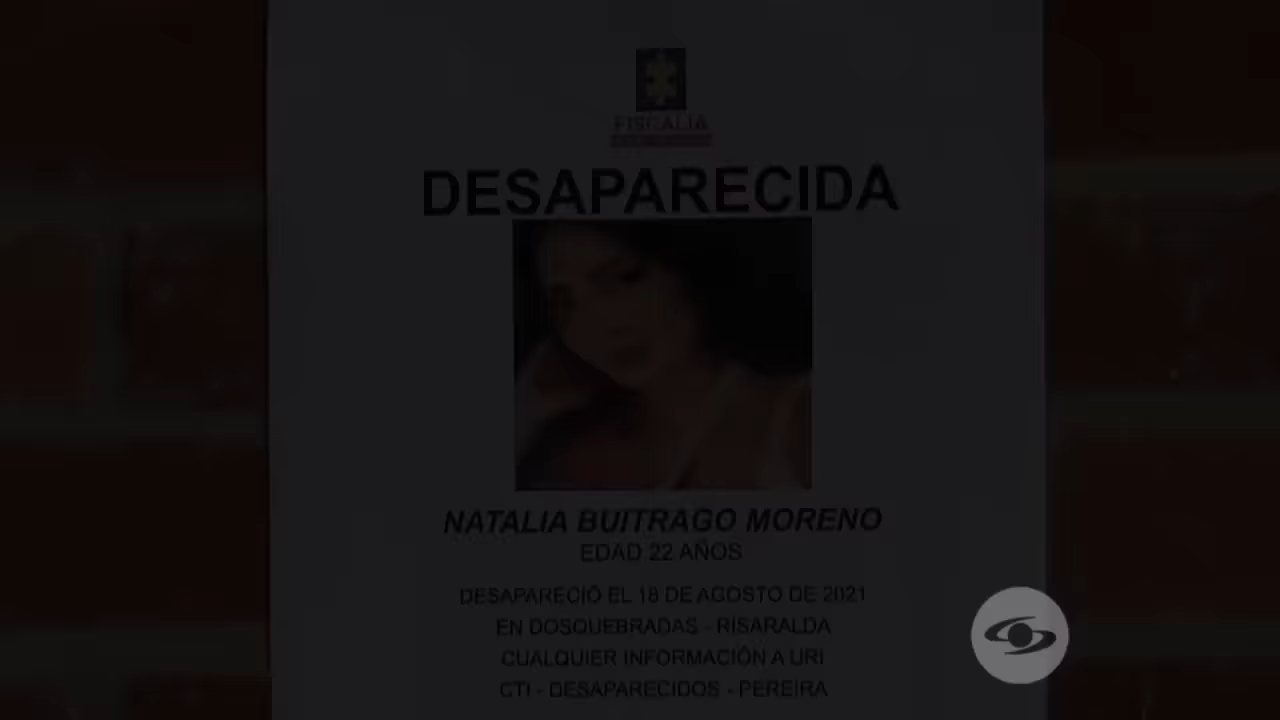 FISCALIA
DESAPARECIDA
NATALIA BUITRAGO MORENO
EDAD 22 AÑOS
DESAPARECIÓ EL 18 DE AGOSTO DE 2021
EN DOSQUEBRADAS - RISARALDA
CUALQUIER INFORMACIÓN A URI
CTI - DESAPARECIDOS - PEREIRA